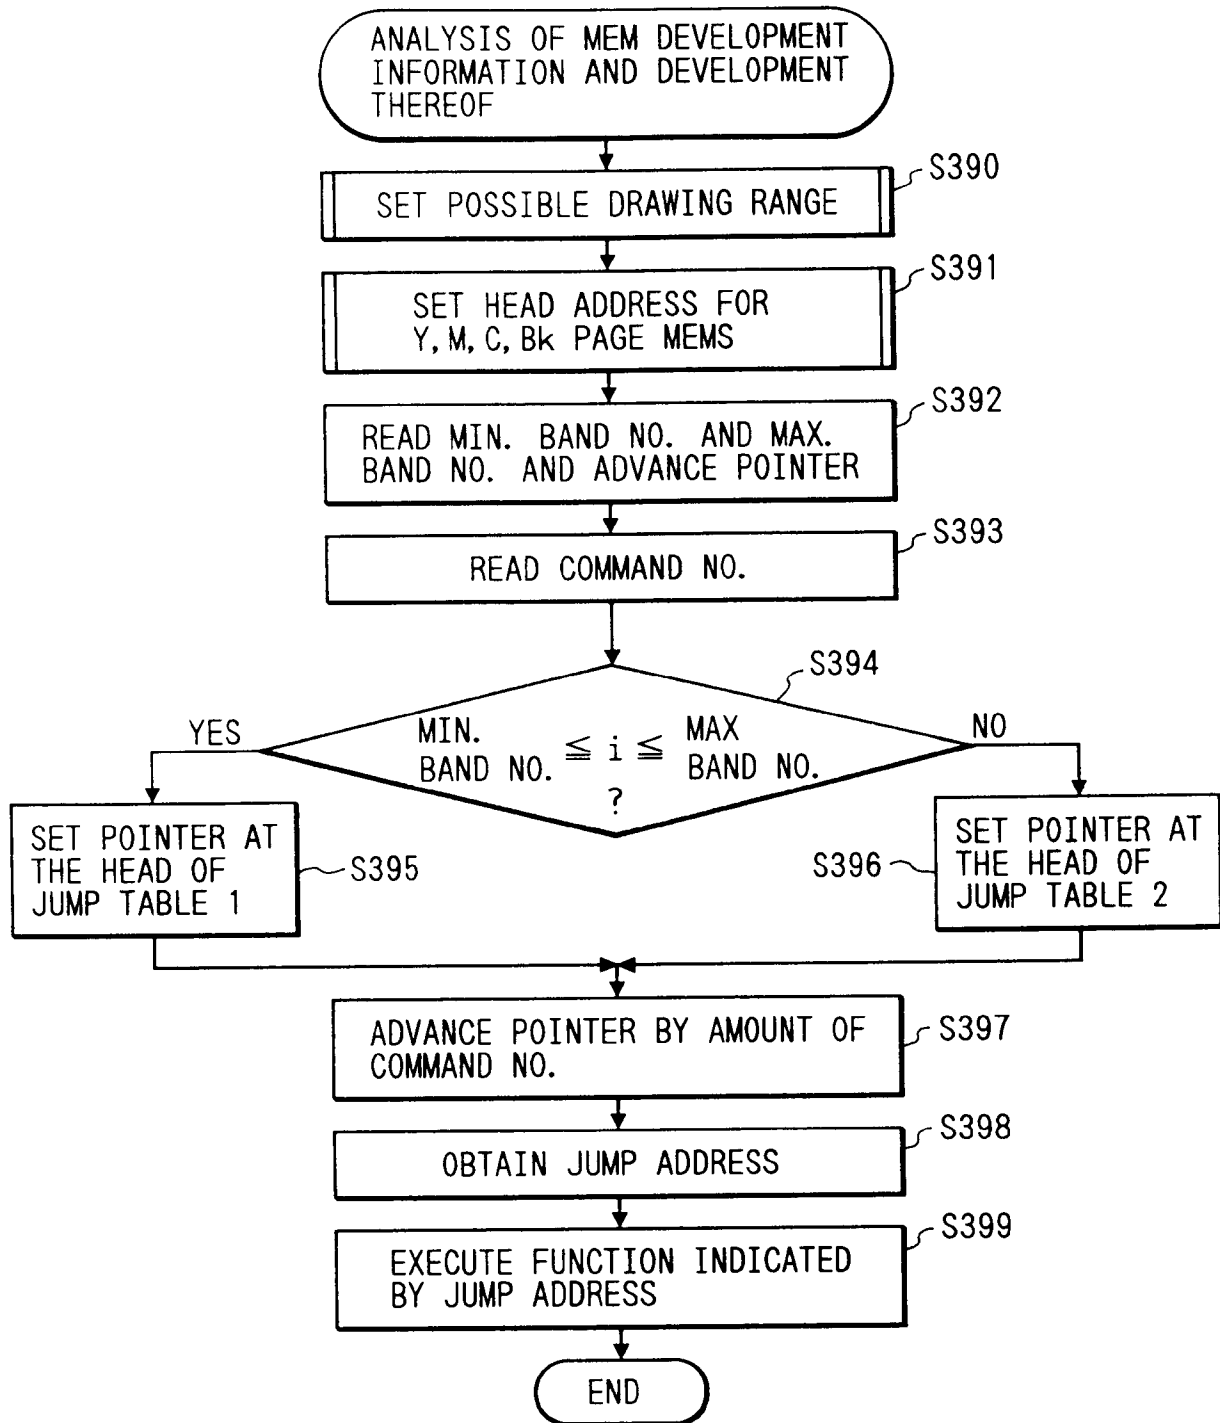 ANALYSIS OF MEM DEVELOPMENT
INFORMATION AND DEVELOPMENT
THEREOF
S390
SET POSSIBLE DRAWING RANGE
S391
SET HEAD ADDRESS FOR
Y, M, C, Bk PAGE MEMS
S392
READ MIN. BAND NO. AND MAX.
BAND NO. AND ADVANCE POINTER
S393
READ COMMAND NO.
S394
YES
MIN.
BAND NO. ≦ i ≦ MAX
BAND NO.
?
NO
SET POINTER AT
THE HEAD OF
JUMP TABLE 1
S395
S396
SET POINTER AT
THE HEAD OF
JUMP TABLE 2
ADVANCE POINTER BY AMOUNT OF
COMMAND NO.
S397
S398
OBTAIN JUMP ADDRESS
S399
EXECUTE FUNCTION INDICATED
BY JUMP ADDRESS
END